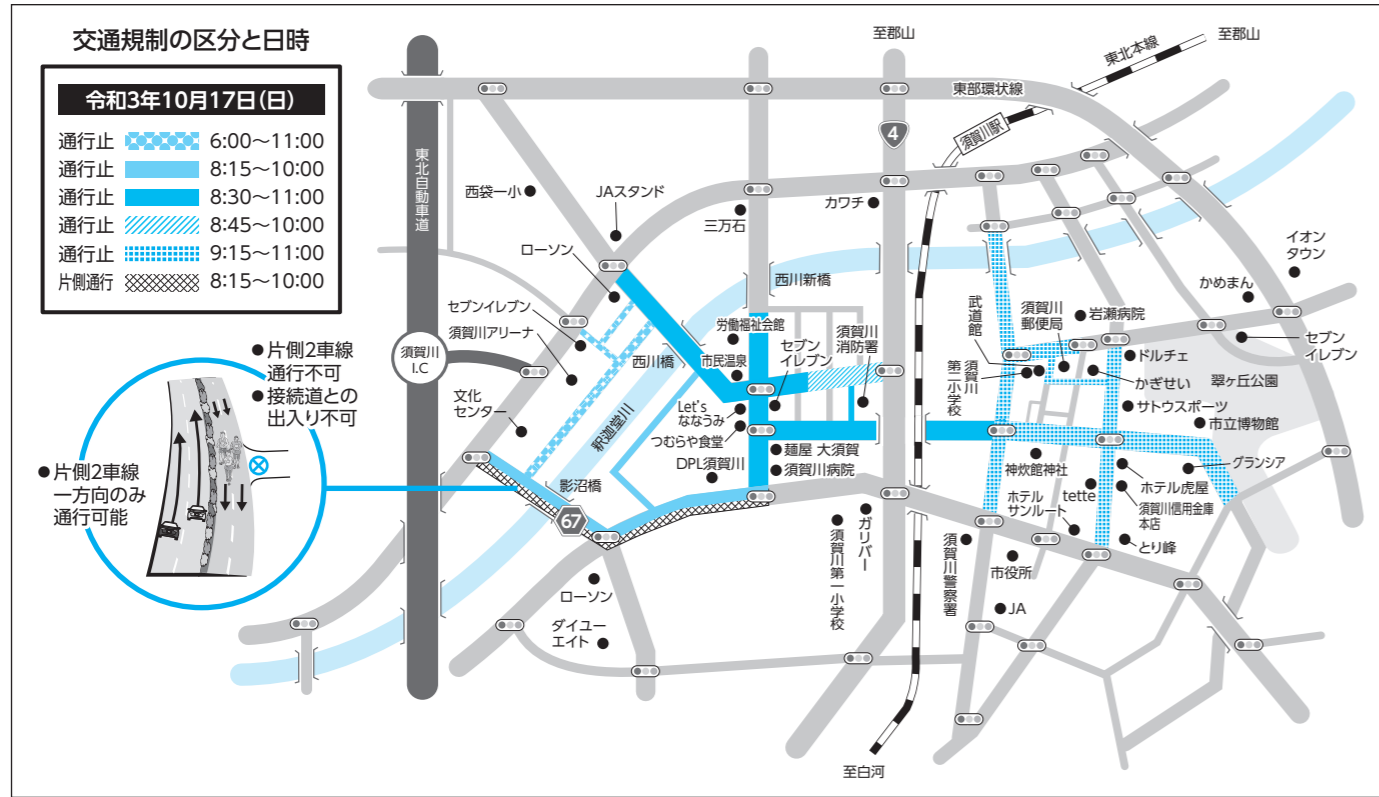 交通規制の区分と日時
令和3年10月17日(日)
通行止 6:00～11:00
通行止 8:15～10:00
通行止 8:30～11:00
通行止 8:45～10:00
通行止 9:15～11:00
片側通行 8:15～10:00
至郡山
東北本線
至郡山
東部環状線
4
須賀川駅
東北自動車道
西袋一小
JAスタンド
三万石
カワチ
ローソン
西川新橋
イオン
タウン
かめまん
セブンイレブン
須賀川アリーナ
労働福祉会館
武道館
須賀川
郵便局
岩瀬病院
須賀川
I.C
西川橋
市民温泉
セブン
イレブン
須賀川
消防署
須賀川
第二小学校
ドルチェ
かぎせい
セブン
イレブン
翠ヶ丘公園
●片側2車線
通行不可
●接続道との
出入り不可
文化
センター
釈迦堂川
Let's
ななうみ
つむらや食堂
サトウスポーツ
市立博物館
●片側2車線
一方向のみ
通行可能
麺屋 大須賀
DPL須賀川
須賀川病院
神炊館神社
グランシア
ホテル虎屋
影沼橋
67
ホテル
サンルート
tette
須賀川信用金庫
本店
とり峰
須賀川第一小学校
ガリバー
須賀川警察署
市役所
ローソン
JA
ダイユー
エイト
至白河